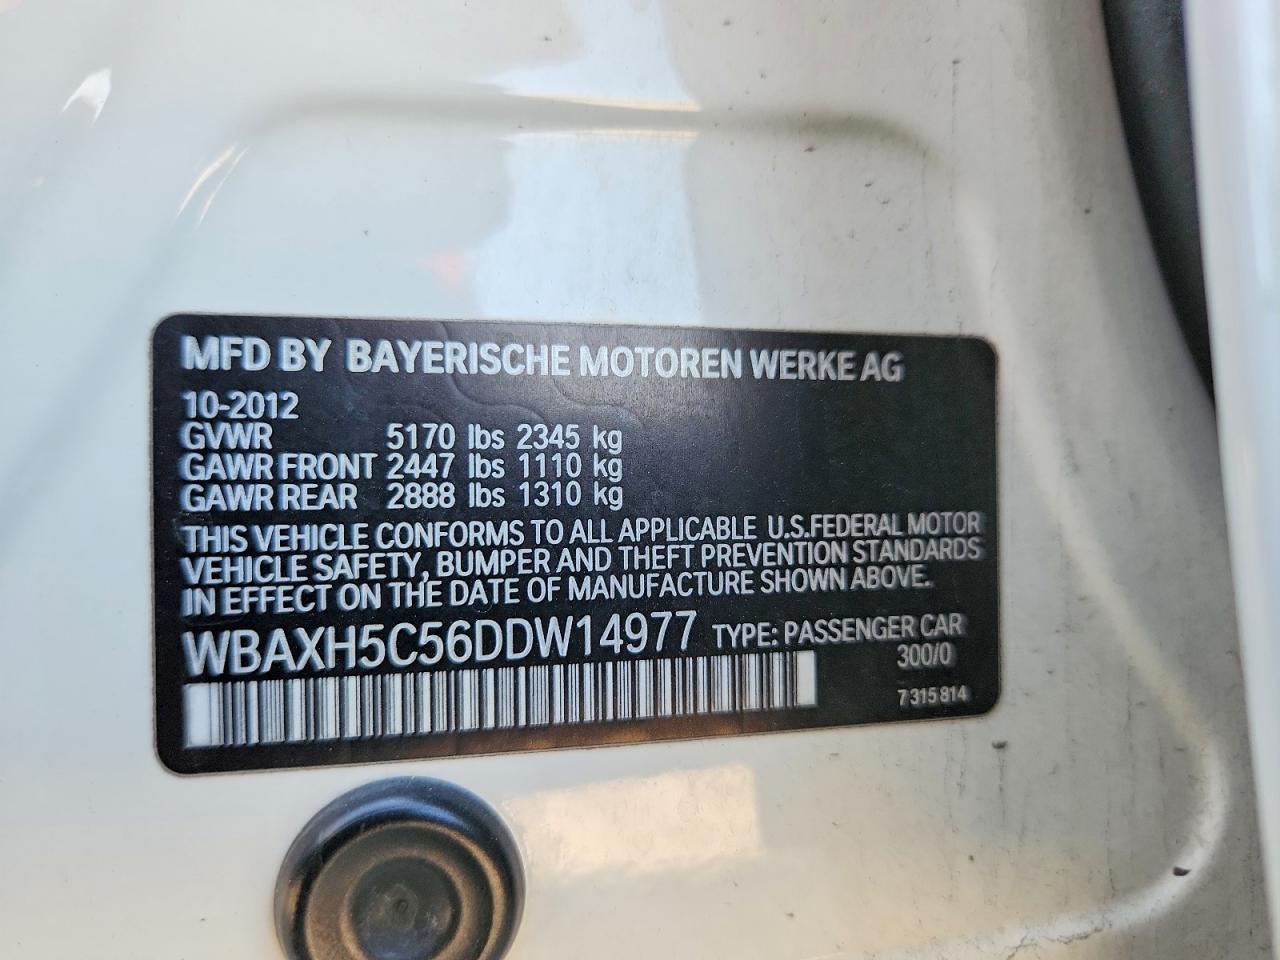 MFD BY BAYERISCHE MOTOREN WERKE AG
10-2012
GVWR 5170 lbs 2345 kg
GAWR FRONT 2447 lbs 1110 kg
GAWR REAR 2888 lbs 1310 kg
THIS VEHICLE CONFORMS TO ALL APPLICABLE U.S.FEDERAL MOTOR
VEHICLE SAFETY, BUMPER AND THEFT PREVENTION STANDARDS
IN EFFECT ON THE DATE OF MANUFACTURE SHOWN ABOVE.
WBAXH5C56DDW14977 TYPE: PASSENGER CAR
300/0
7 315 814